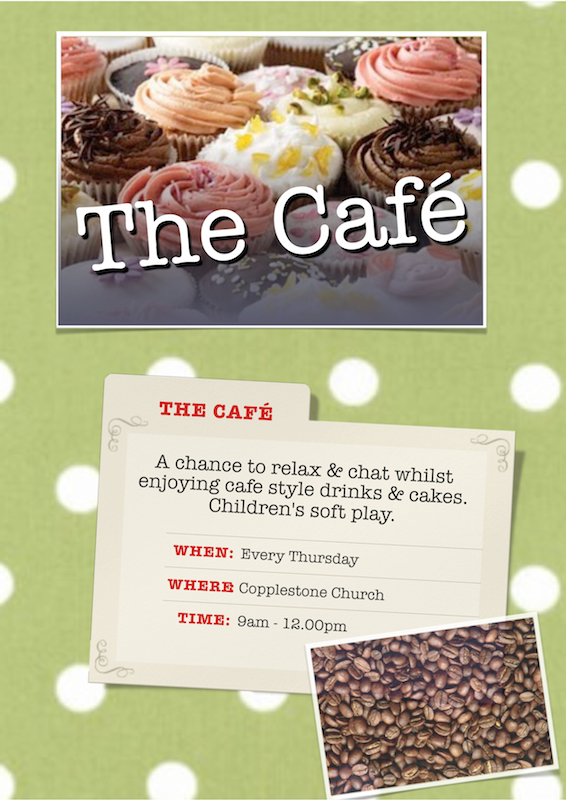 The Café
THE CAFÉ
A chance to relax & chat whilst
enjoying cafe style drinks & cakes.
Children's soft play.
WHEN: Every Thursday
WHERE: Copplestone Church
TIME: 9am - 12.00pm